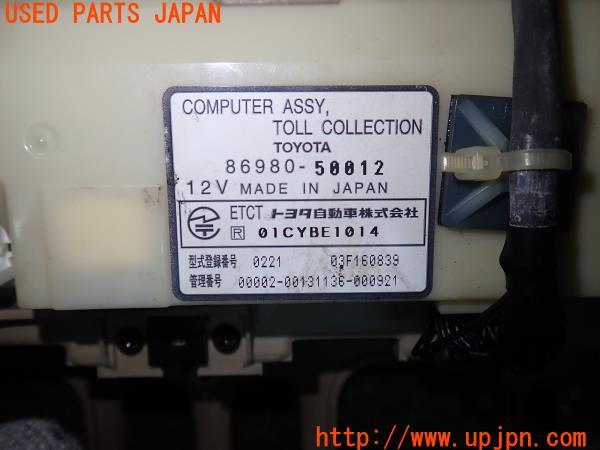 USED PARTS JAPAN
COMPUTER ASSY,
TOLL COLLECTION
TOYOTA
86980-50012
12V MADE IN JAPAN
ETCT トヨタ自動車株式会社
R 01CYBE1014
型式登録番号 0221 03F160839
管理番号 00002-00131136-000921
http://www.upjpn.com/